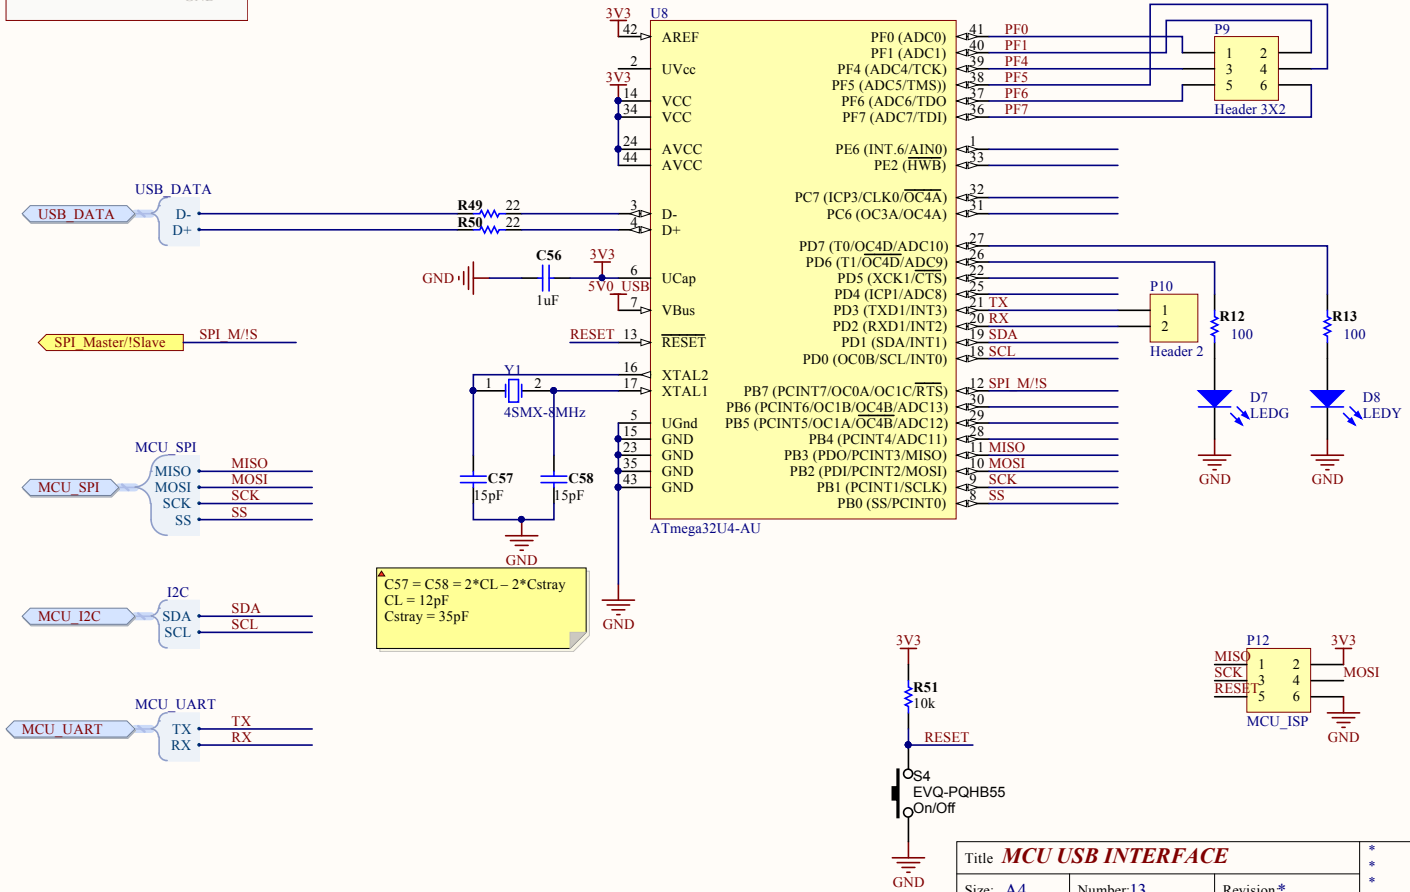 3V3
U8
42 AREF
2 UVcc
3V3
14 VCC
34 VCC
24 AVCC
44 AVCC
3 D-
4 D+
6 UCap
7 VBus
13 RESET
16 XTAL2
17 XTAL1
5 UGnd
15 GND
23 GND
35 GND
43 GND
ATmega32U4-AU
PF0 (ADC0) 41 PF0
PF1 (ADC1) 40 PF1
PF4 (ADC4/TCK) 39 PF4
PF5 (ADC5/TMS)) 38 PF5
PF6 (ADC6/TDO 37 PF6
PF7 (ADC7/TDI) 36 PF7
PE6 (INT.6/AIN0) 1
PE2 (HWB) 33
PC7 (ICP3/CLK0/OC4A) 32
PC6 (OC3A/OC4A) 31
PD7 (T0/OC4D/ADC10) 27
PD6 (T1/OC4D/ADC9) 26
PD5 (XCK1/CTS) 22
PD4 (ICP1/ADC8) 25
PD3 (TXD1/INT3) 21 TX
PD2 (RXD1/INT2) 20 RX
PD1 (SDA/INT1) 19 SDA
PD0 (OC0B/SCL/INT0) 18 SCL
PB7 (PCINT7/OC0A/OC1C/RTS) 12 SPI_M/!S
PB6 (PCINT6/OC1B/OC4B/ADC13) 30
PB5 (PCINT5/OC1A/OC4B/ADC12) 29
PB4 (PCINT4/ADC11) 28
PB3 (PDO/PCINT3/MISO) 11 MISO
PB2 (PDI/PCINT2/MOSI) 10 MOSI
PB1 (PCINT1/SCLK) 9 SCK
PB0 (SS/PCINT0) 8 SS
P9
1 2
3 4
5 6
Header 3X2
P10
1
2
Header 2
R12
100
R13
100
D7
LEDG
D8
LEDY
GND
GND
USB_DATA
USB_DATA D-
D+
R49 22
R50 22
C56
1uF
GND
3V3
5V0_USB
RESET
SPI_Master/!Slave SPI_M/!S
Y1
1 2
4SMX-8MHz
C57
15pF
C58
15pF
GND
GND
C57 = C58 = 2*CL – 2*Cstray
CL = 12pF
Cstray = 35pF
MCU_SPI
MCU_SPI
MISO MISO
MOSI MOSI
SCK SCK
SS SS
I2C
MCU_I2C
SDA SDA
SCL SCL
MCU_UART
MCU_UART
TX TX
RX RX
3V3
R51
10k
RESET
S4
EVQ-PQHB55
On/Off
GND
P12
3V3
MISO 1 2
SCK 3 4 MOSI
RESET 5 6
MCU_ISP
GND
Title MCU USB INTERFACE
Size: A4 Number:13 Revision*
*
*
*